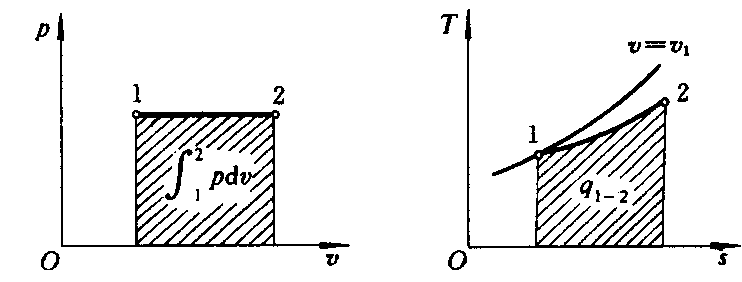 p
1
2
∫₁² pdv
O
v
T
v=v₁
1
2
q₁₋₂
O
s